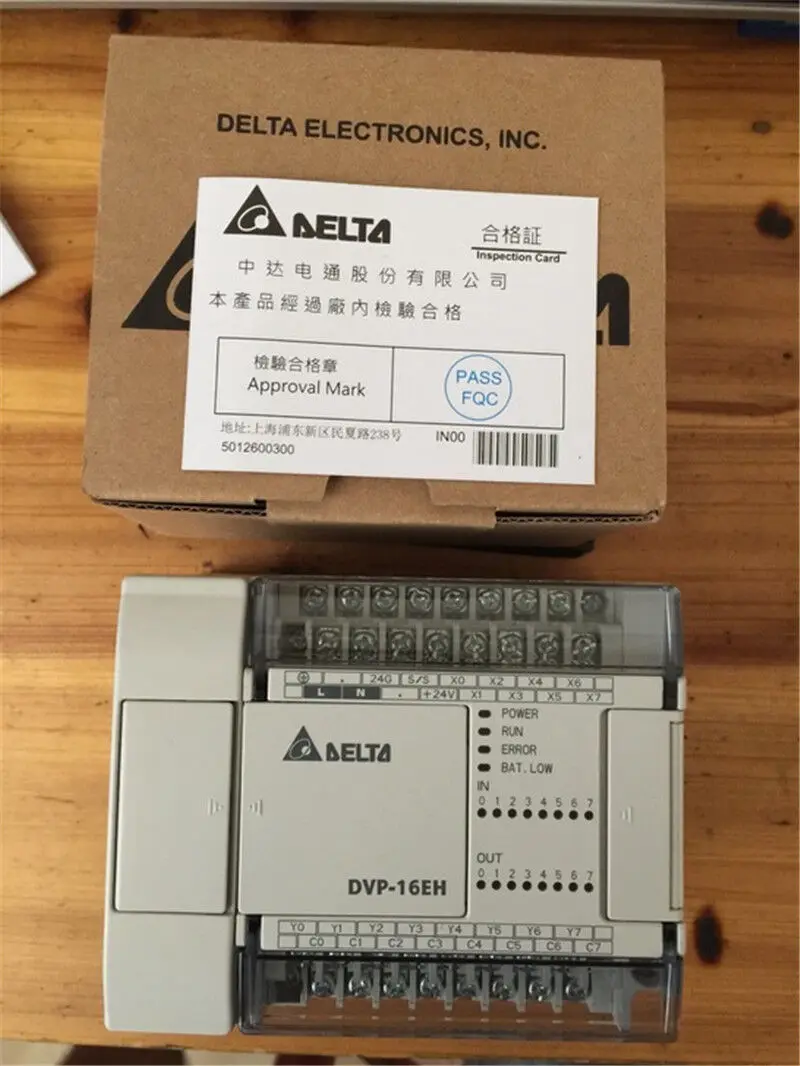 DELTA ELECTRONICS, INC.
DELTA
合格証
Inspection Card
中达电通股份有限公司
本產品經過廠內檢驗合格
檢驗合格章
Approval Mark
PASS
FQC
地址:上海浦东新区民夏路238号
5012600300
IN00
24G S/S X0 X2 X4 X6
L N +24V X1 X3 X5 X7
DELTA
POWER
RUN
ERROR
BAT.LOW
IN
0 1 2 3 4 5 6 7
OUT
0 1 2 3 4 5 6 7
DVP-16EH
Y0 Y1 Y2 Y3 Y4 Y5 Y6 Y7
C0 C1 C2 C3 C4 C5 C6 C7